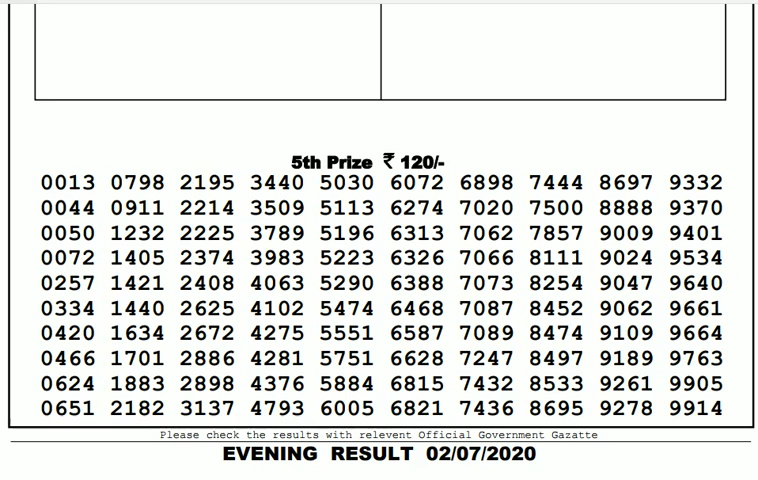 5th Prize ₹ 120/-
0013 0798 2195 3440 5030 6072 6898 7444 8697 9332
0044 0911 2214 3509 5113 6274 7020 7500 8888 9370
0050 1232 2225 3789 5196 6313 7062 7857 9009 9401
0072 1405 2374 3983 5223 6326 7066 8111 9024 9534
0257 1421 2408 4063 5290 6388 7073 8254 9047 9640
0334 1440 2625 4102 5474 6468 7087 8452 9062 9661
0420 1634 2672 4275 5551 6587 7089 8474 9109 9664
0466 1701 2886 4281 5751 6628 7247 8497 9189 9763
0624 1883 2898 4376 5884 6815 7432 8533 9261 9905
0651 2182 3137 4793 6005 6821 7436 8695 9278 9914
Please check the results with relevent Official Government Gazatte
EVENING RESULT 02/07/2020